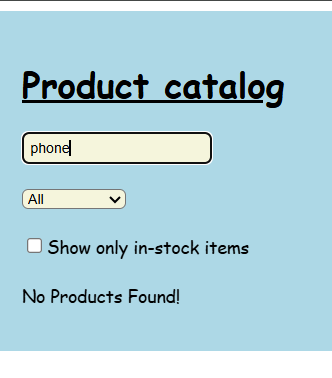 Product catalog
phone
All
Show only in-stock items
No Products Found!